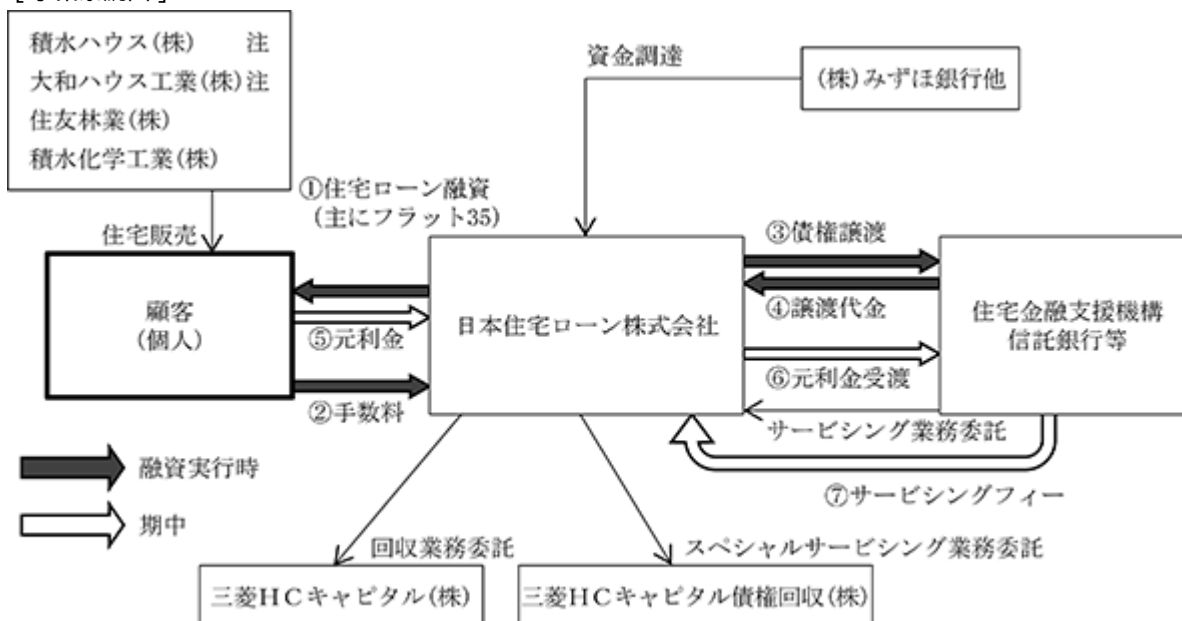 積水ハウス(株)　注
大和ハウス工業(株)注
住友林業(株)
積水化学工業(株)
資金調達
(株)みずほ銀行他
①住宅ローン融資
(主にフラット35)
住宅販売
③債権譲渡
顧客
(個人)
日本住宅ローン株式会社
④譲渡代金
住宅金融支援機構
信託銀行等
⑤元利金
⑥元利金受渡
②手数料
サービシング業務委託
融資実行時
⑦サービシングフィー
期中
回収業務委託
スペシャルサービシング業務委託
三菱HCキャピタル(株)
三菱HCキャピタル債権回収(株)